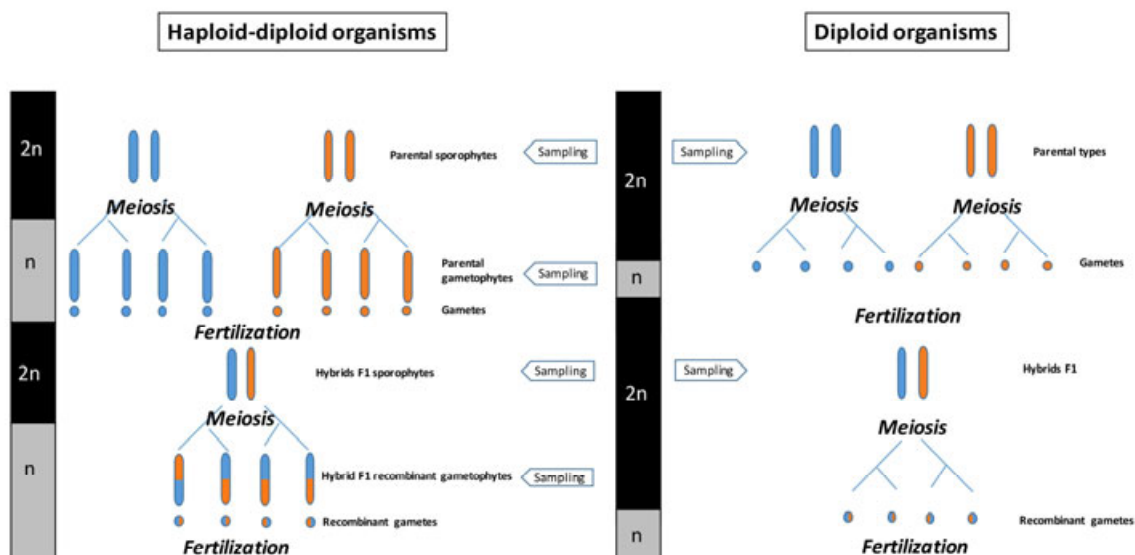 Haploid-diploid organisms
2n
Parental sporophytes
Sampling
Meiosis
Meiosis
n
Parental
gametophytes
Sampling
Gametes
Fertilization
2n
Hybrids F1 sporophytes
Sampling
Meiosis
n
Hybrid F1 recombinant gametophytes
Sampling
Recombinant gametes
Fertilization
Diploid organisms
Sampling
Parental types
2n
Meiosis
Meiosis
n
Gametes
Fertilization
Sampling
Hybrids F1
2n
Meiosis
n
Recombinant gametes
Fertilization